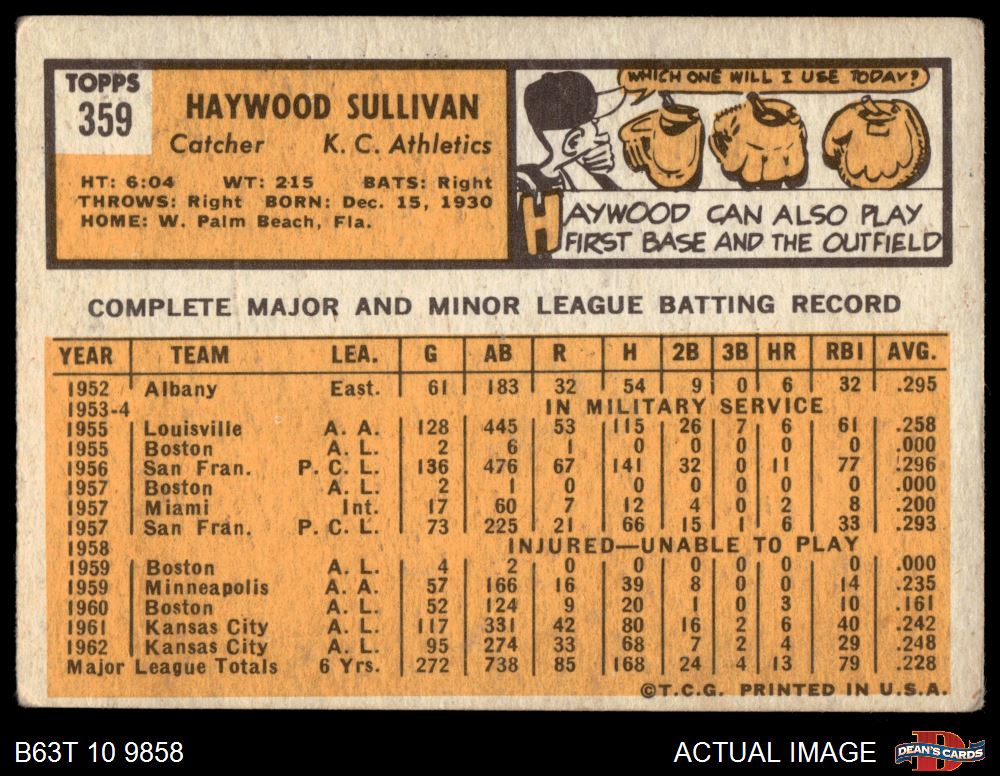 TOPPS
359
HAYWOOD SULLIVAN
Catcher K. C. Athletics
HT: 6:04 WT: 215 BATS: Right
THROWS: Right BORN: Dec. 15, 1930
HOME: W. Palm Beach, Fla.
WHICH ONE WILL I USE TODAY?
HAYWOOD CAN ALSO PLAY
FIRST BASE AND THE OUTFIELD
COMPLETE MAJOR AND MINOR LEAGUE BATTING RECORD
YEAR TEAM LEA. G AB R H 2B 3B HR RBI AVG.
1952 Albany East. 61 183 32 54 9 0 6 32 .295
1953-4 IN MILITARY SERVICE
1955 Louisville A. A. 128 445 53 115 26 7 6 61 .258
1955 Boston A. L. 2 6 1 0 0 0 0 0 .000
1956 San Fran. P. C. L. 136 476 67 141 32 0 11 77 .296
1957 Boston A. L. 2 1 0 0 0 0 0 0 .000
1957 Miami Int. 17 60 7 12 4 0 2 8 .200
1957 San Fran. P. C. L. 73 225 21 66 15 1 6 33 .293
1958 INJURED—UNABLE TO PLAY
1959 Boston A. L. 4 2 0 0 0 0 0 0 .000
1959 Minneapolis A. A. 57 166 16 39 8 0 0 14 .235
1960 Boston A. L. 52 124 9 20 1 0 3 10 .161
1961 Kansas City A. L. 117 331 42 80 16 2 6 40 .242
1962 Kansas City A. L. 95 274 33 68 7 2 4 29 .248
Major League Totals 6 Yrs. 272 738 85 168 24 4 13 79 .228
©T.C.G. PRINTED IN U.S.A.
B63T 10 9858
ACTUAL IMAGE
DEAN'S CARDS